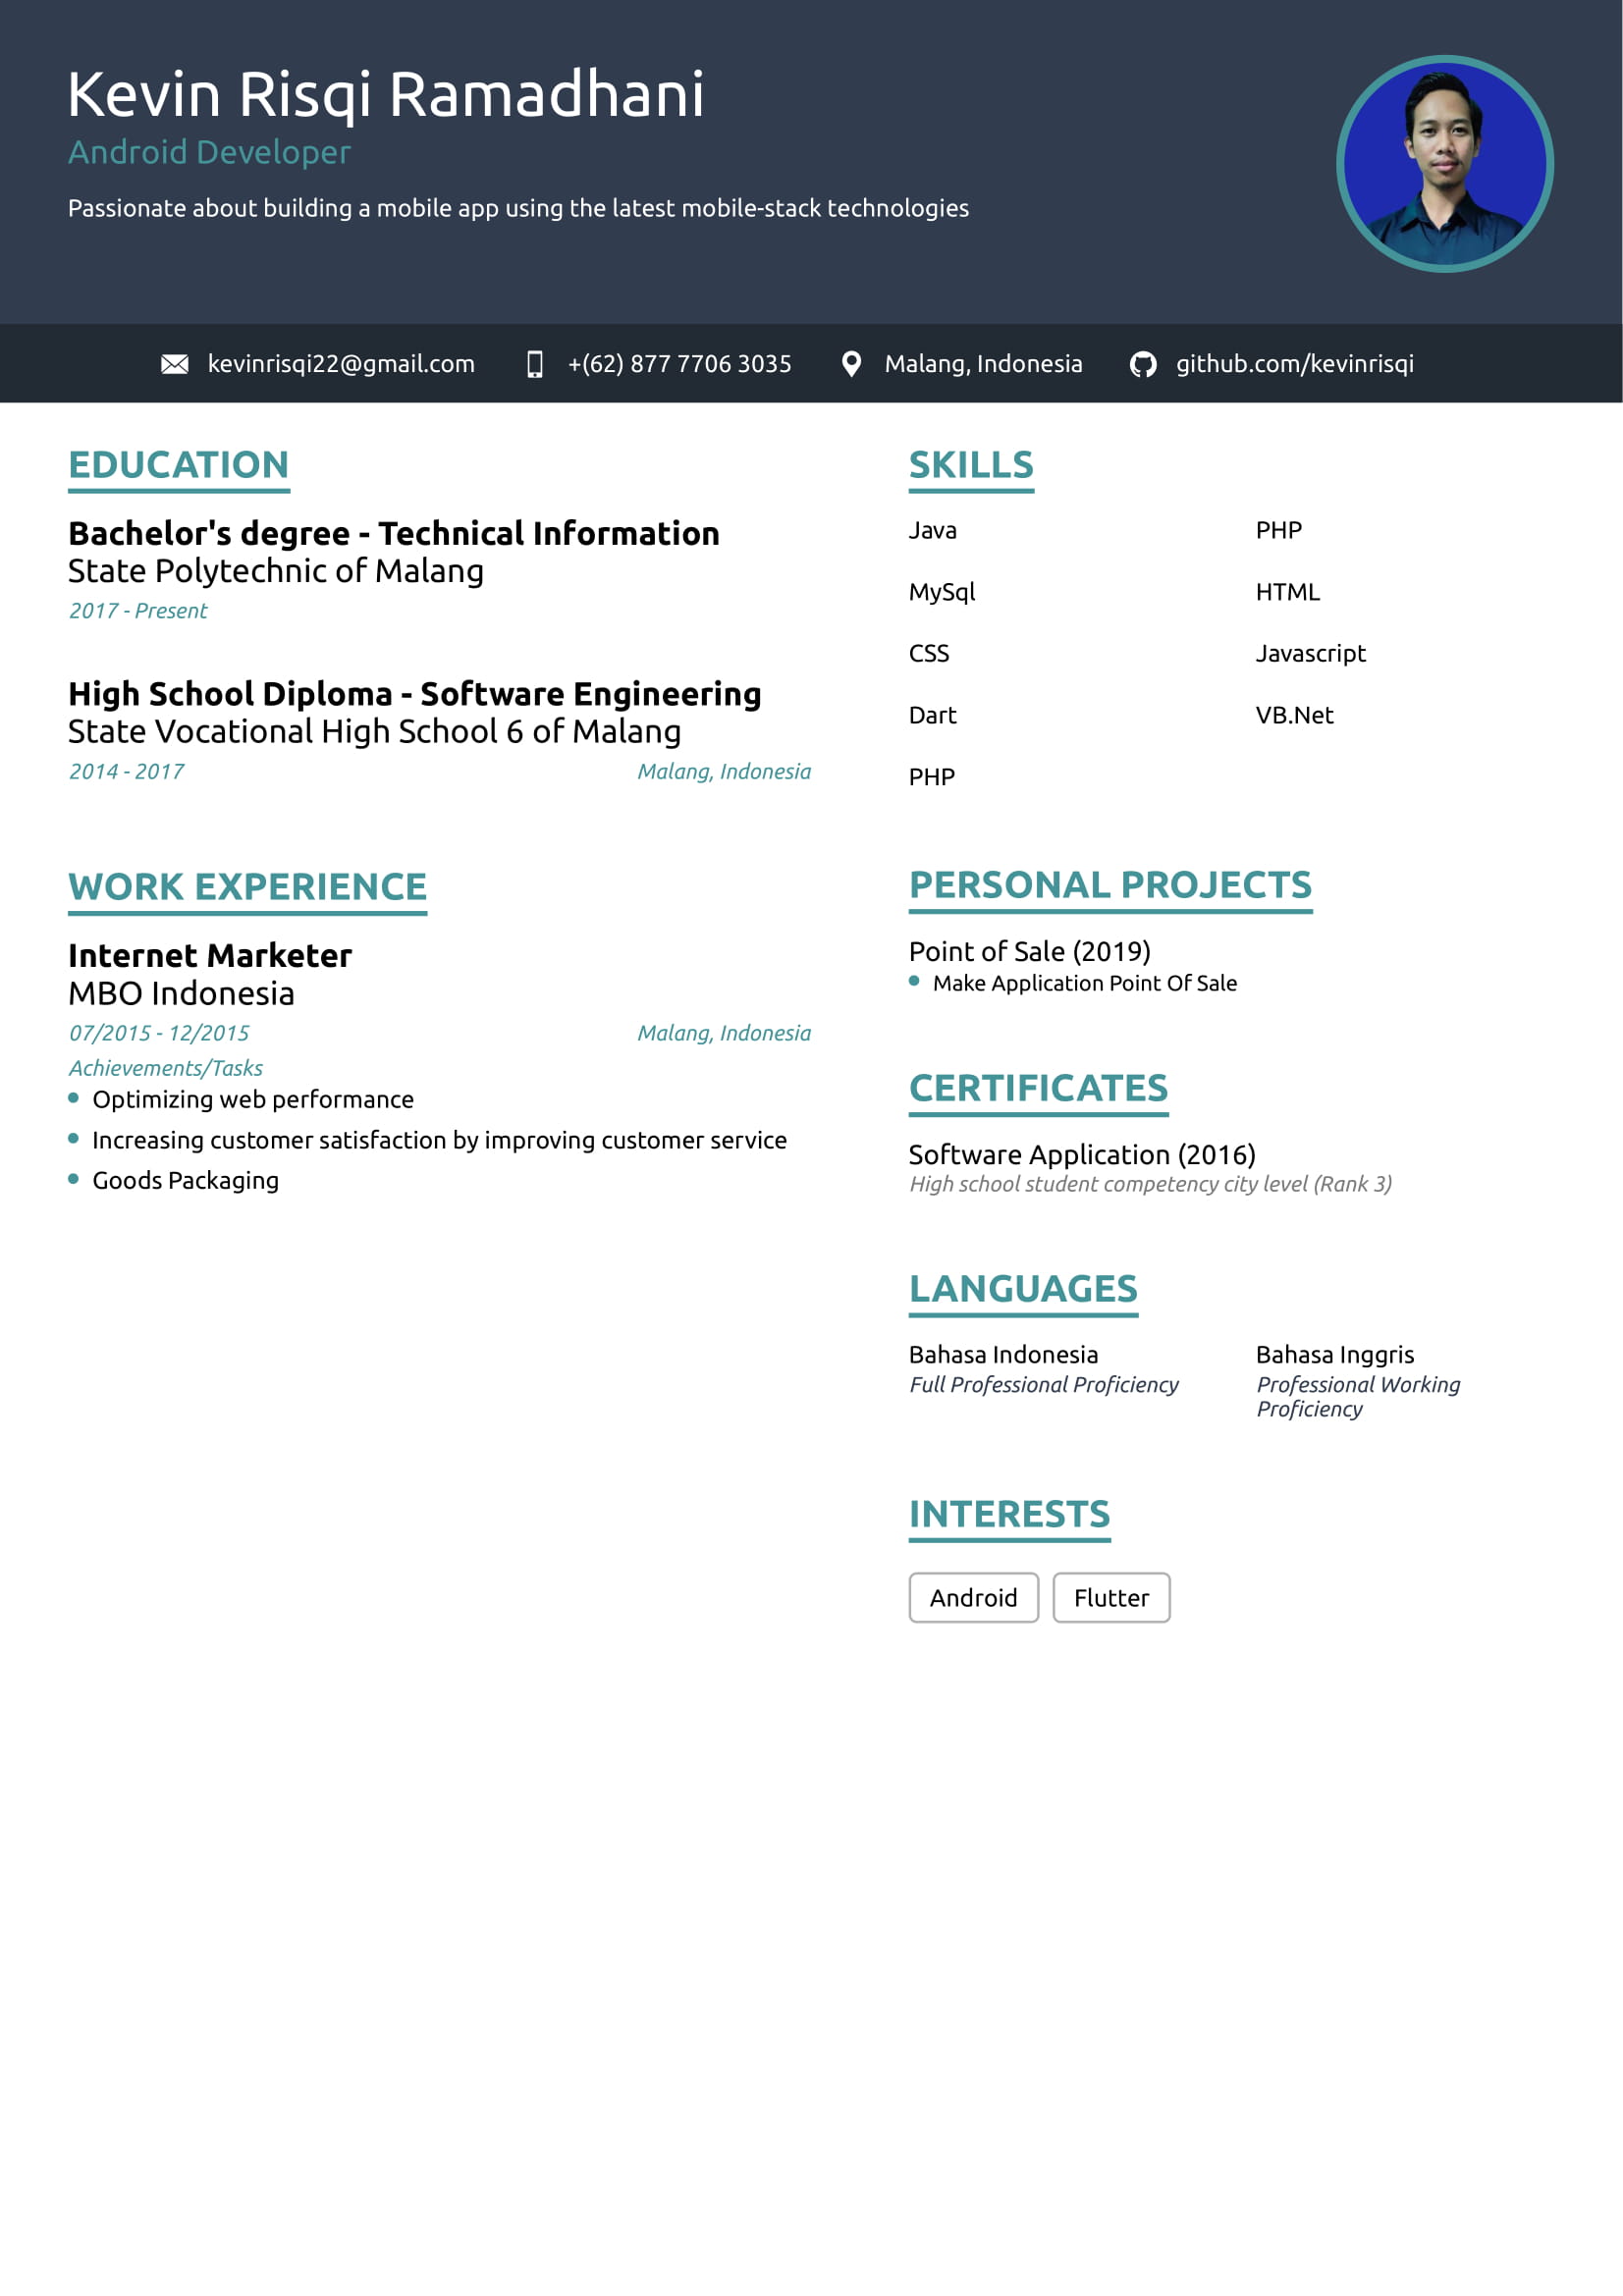 Kevin Risqi Ramadhani
Android Developer
Passionate about building a mobile app using the latest mobile-stack technologies
kevinrisqi22@gmail.com
+(62) 877 7706 3035
Malang, Indonesia
github.com/kevinrisqi
EDUCATION
Bachelor's degree - Technical Information
State Polytechnic of Malang
2017 - Present
High School Diploma - Software Engineering
State Vocational High School 6 of Malang
2014 - 2017 Malang, Indonesia
WORK EXPERIENCE
Internet Marketer
MBO Indonesia
07/2015 - 12/2015 Malang, Indonesia
Achievements/Tasks
Optimizing web performance
Increasing customer satisfaction by improving customer service
Goods Packaging
SKILLS
Java PHP
MySql HTML
CSS Javascript
Dart VB.Net
PHP
PERSONAL PROJECTS
Point of Sale (2019)
Make Application Point Of Sale
CERTIFICATES
Software Application (2016)
High school student competency city level (Rank 3)
LANGUAGES
Bahasa Indonesia
Full Professional Proficiency
Bahasa Inggris
Professional Working
Proficiency
INTERESTS
Android Flutter